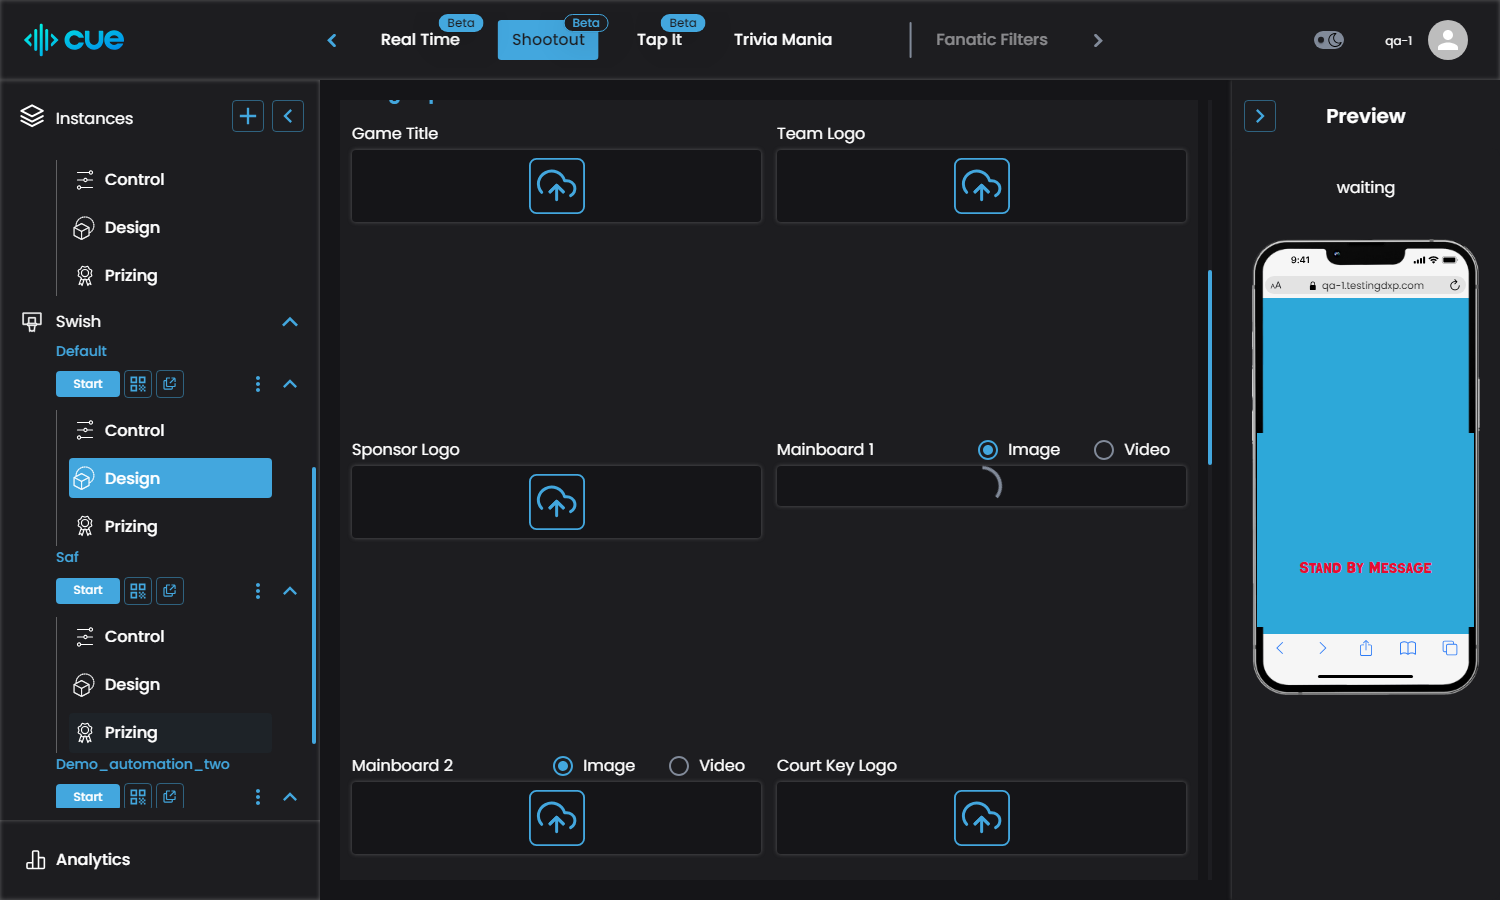 cue
Real Time
Beta
Shootout
Beta
Tap It
Beta
Trivia Mania
Fanatic Filters
qa-1
Instances
Control
Design
Prizing
Swish
Default
Start
Control
Design
Prizing
Saf
Start
Control
Design
Prizing
Demo_automation_two
Start
Analytics
Game Title
Team Logo
Sponsor Logo
Mainboard 1
Image
Video
Mainboard 2
Image
Video
Court Key Logo
Preview
waiting
9:41
AA
qa-1.testingdxp.com
Stand By Message